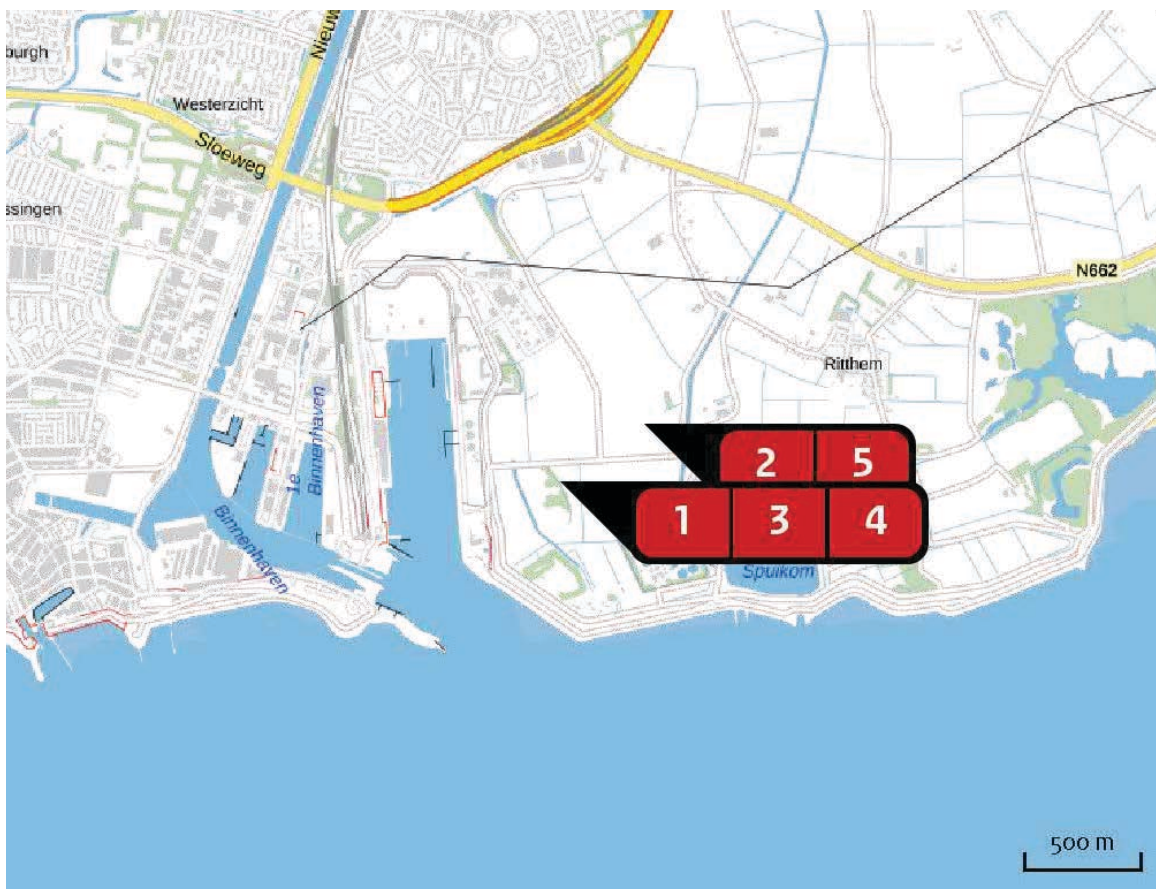 burgh
Nieuw
Westerzicht
Sloeweg
ssingen
N662
Ritthem
1e
Binnenhaven
Binnenhaven
2 5
1 3 4
Spuikom
500 m